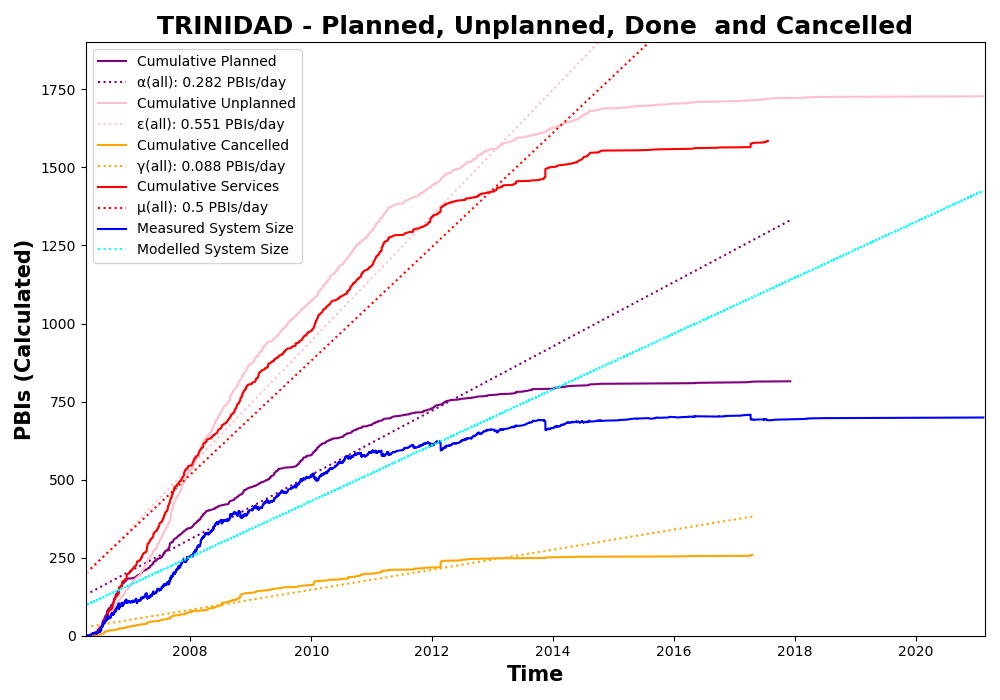 TRINIDAD - Planned, Unplanned, Done  and Cancelled
Cumulative Planned
α(all): 0.282 PBIs/day
Cumulative Unplanned
ε(all): 0.551 PBIs/day
Cumulative Cancelled
γ(all): 0.088 PBIs/day
Cumulative Services
μ(all): 0.5 PBIs/day
Measured System Size
Modelled System Size
PBIs (Calculated)
1750
1500
1250
1000
750
500
250
0
2008 2010 2012 2014 2016 2018 2020
Time